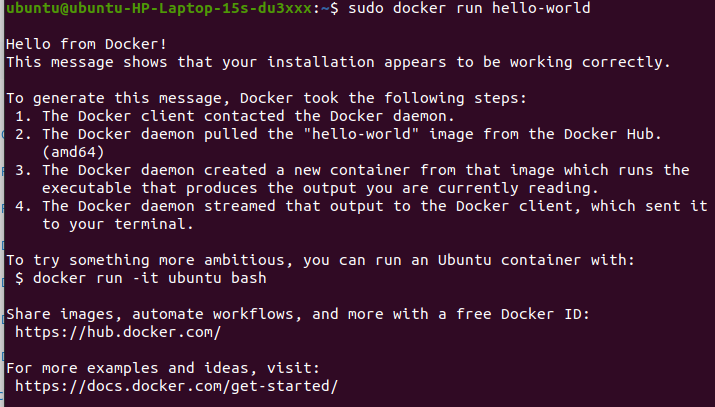 ubuntu@ubuntu-HP-Laptop-15s-du3xxx:~$ sudo docker run hello-world
Hello from Docker!
This message shows that your installation appears to be working correctly.
To generate this message, Docker took the following steps:
1. The Docker client contacted the Docker daemon.
2. The Docker daemon pulled the "hello-world" image from the Docker Hub.
(amd64)
3. The Docker daemon created a new container from that image which runs the
executable that produces the output you are currently reading.
4. The Docker daemon streamed that output to the Docker client, which sent it
to your terminal.
To try something more ambitious, you can run an Ubuntu container with:
$ docker run -it ubuntu bash
Share images, automate workflows, and more with a free Docker ID:
https://hub.docker.com/
For more examples and ideas, visit:
https://docs.docker.com/get-started/